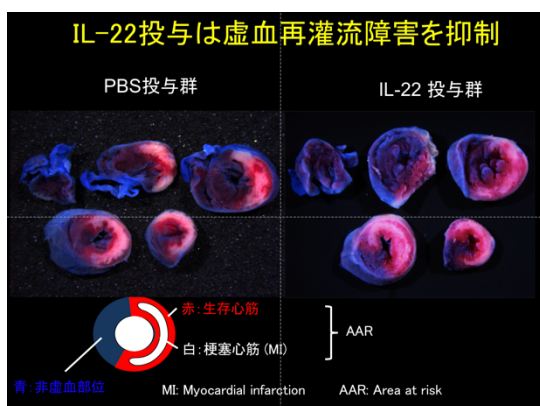 IL-22投与は虚血再灌流障害を抑制
PBS投与群
IL-22 投与群
赤:生存心筋
白:梗塞心筋(MI)
AAR
青:非虚血部位
MI: Myocardial infarction
AAR: Area at risk